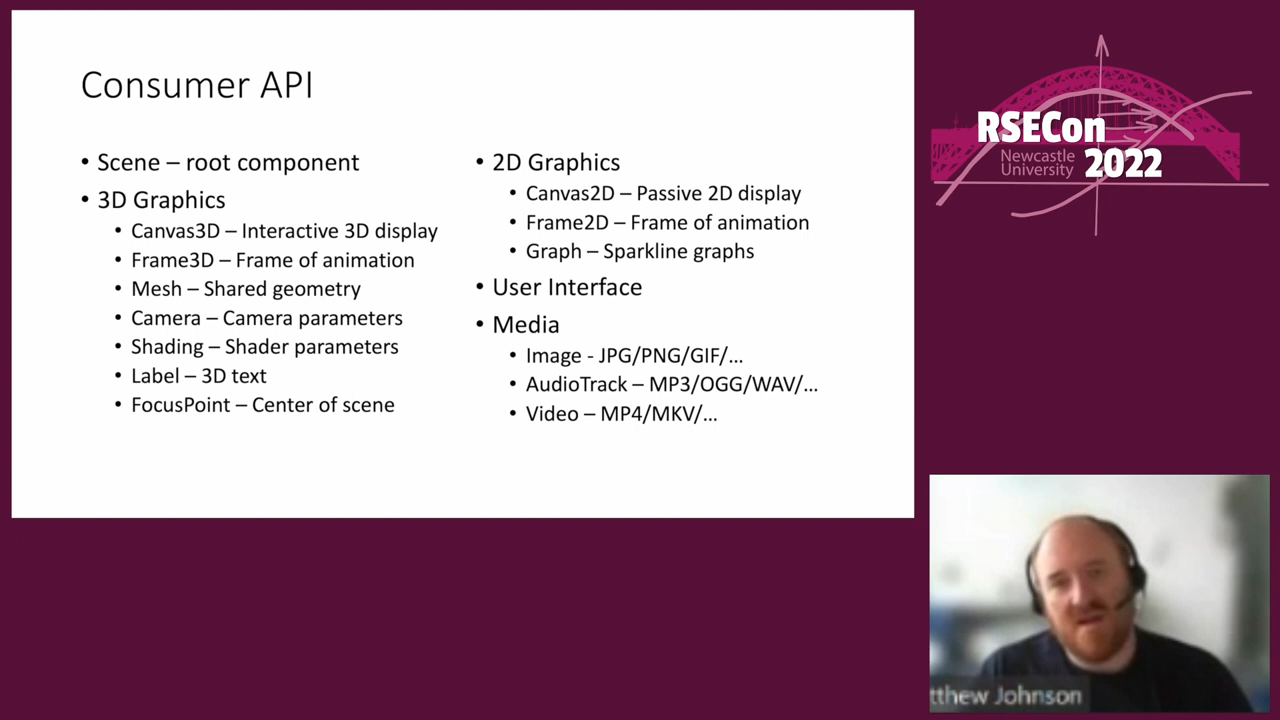 Consumer API
• Scene – root component
• 3D Graphics
• Canvas3D – Interactive 3D display
• Frame3D – Frame of animation
• Mesh – Shared geometry
• Camera – Camera parameters
• Shading – Shader parameters
• Label – 3D text
• FocusPoint – Center of scene
• 2D Graphics
• Canvas2D – Passive 2D display
• Frame2D – Frame of animation
• Graph – Sparkline graphs
• User Interface
• Media
• Image - JPG/PNG/GIF/...
• AudioTrack – MP3/OGG/WAV/...
• Video – MP4/MKV/...
RSECon
Newcastle
University
2022
tthew Johnson